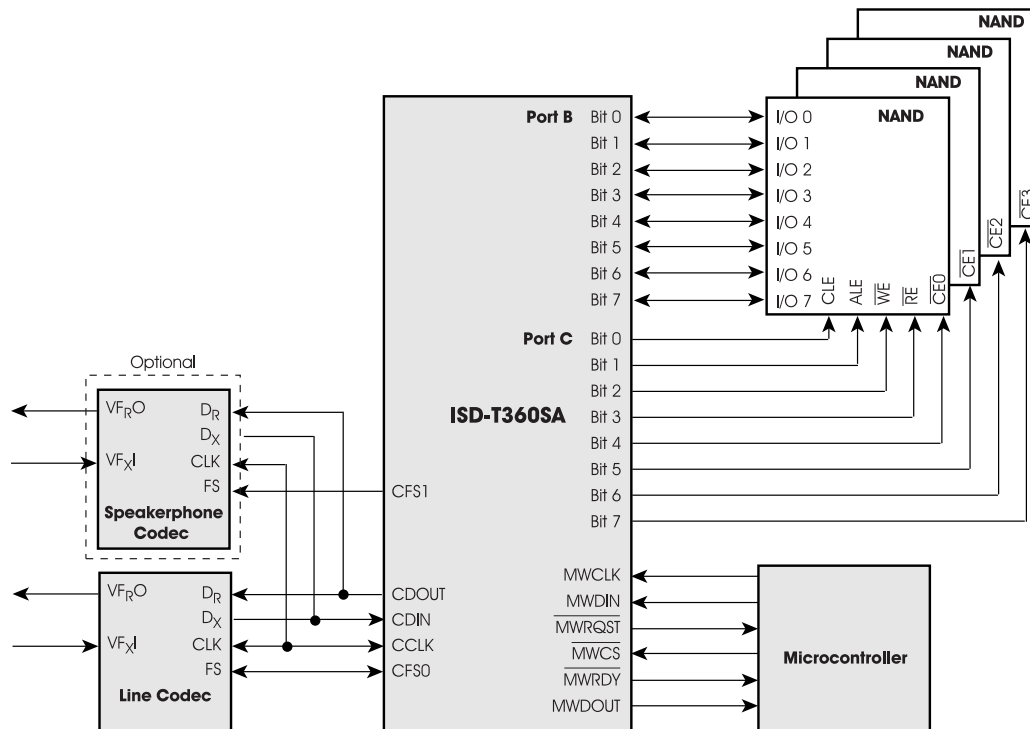 NAND
NAND
NAND
NAND
Port B Bit 0
Bit 1
Bit 2
Bit 3
Bit 4
Bit 5
Bit 6
Bit 7
I/O 0
I/O 1
I/O 2
I/O 3
I/O 4
I/O 5
I/O 6
I/O 7
CLE
ALE
WE
RE
CE0
CE1
CE2
CE3
Port C Bit 0
Bit 1
Bit 2
Bit 3
Bit 4
Bit 5
Bit 6
Bit 7
ISD-T360SA
Optional
VFRO
DR
DX
VFXI
CLK
FS
Speakerphone
Codec
CFS1
VFRO
DR
DX
VFXI
CLK
FS
Line Codec
CDOUT
CDIN
CCLK
CFS0
MWCLK
MWDIN
MWRQST
MWCS
MWRDY
MWDOUT
Microcontroller